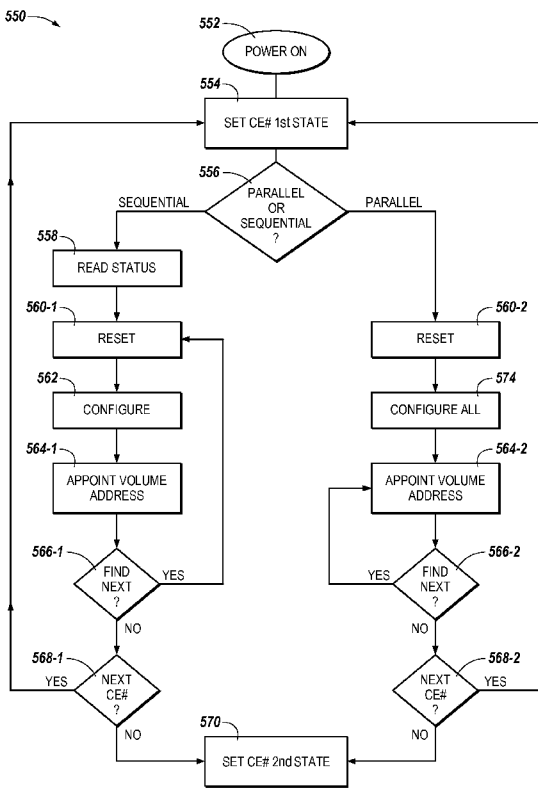 550
552
POWER ON
554
SET CE# 1st STATE
556
PARALLEL
OR
SEQUENTIAL
?
SEQUENTIAL
PARALLEL
558
READ STATUS
560-1
RESET
560-2
RESET
562
CONFIGURE
574
CONFIGURE ALL
564-1
APPOINT VOLUME
ADDRESS
564-2
APPOINT VOLUME
ADDRESS
566-1
FIND
NEXT
?
YES
NO
566-2
FIND
NEXT
?
YES
NO
568-1
NEXT
CE#
?
YES
NO
568-2
NEXT
CE#
?
YES
NO
570
SET CE# 2nd STATE